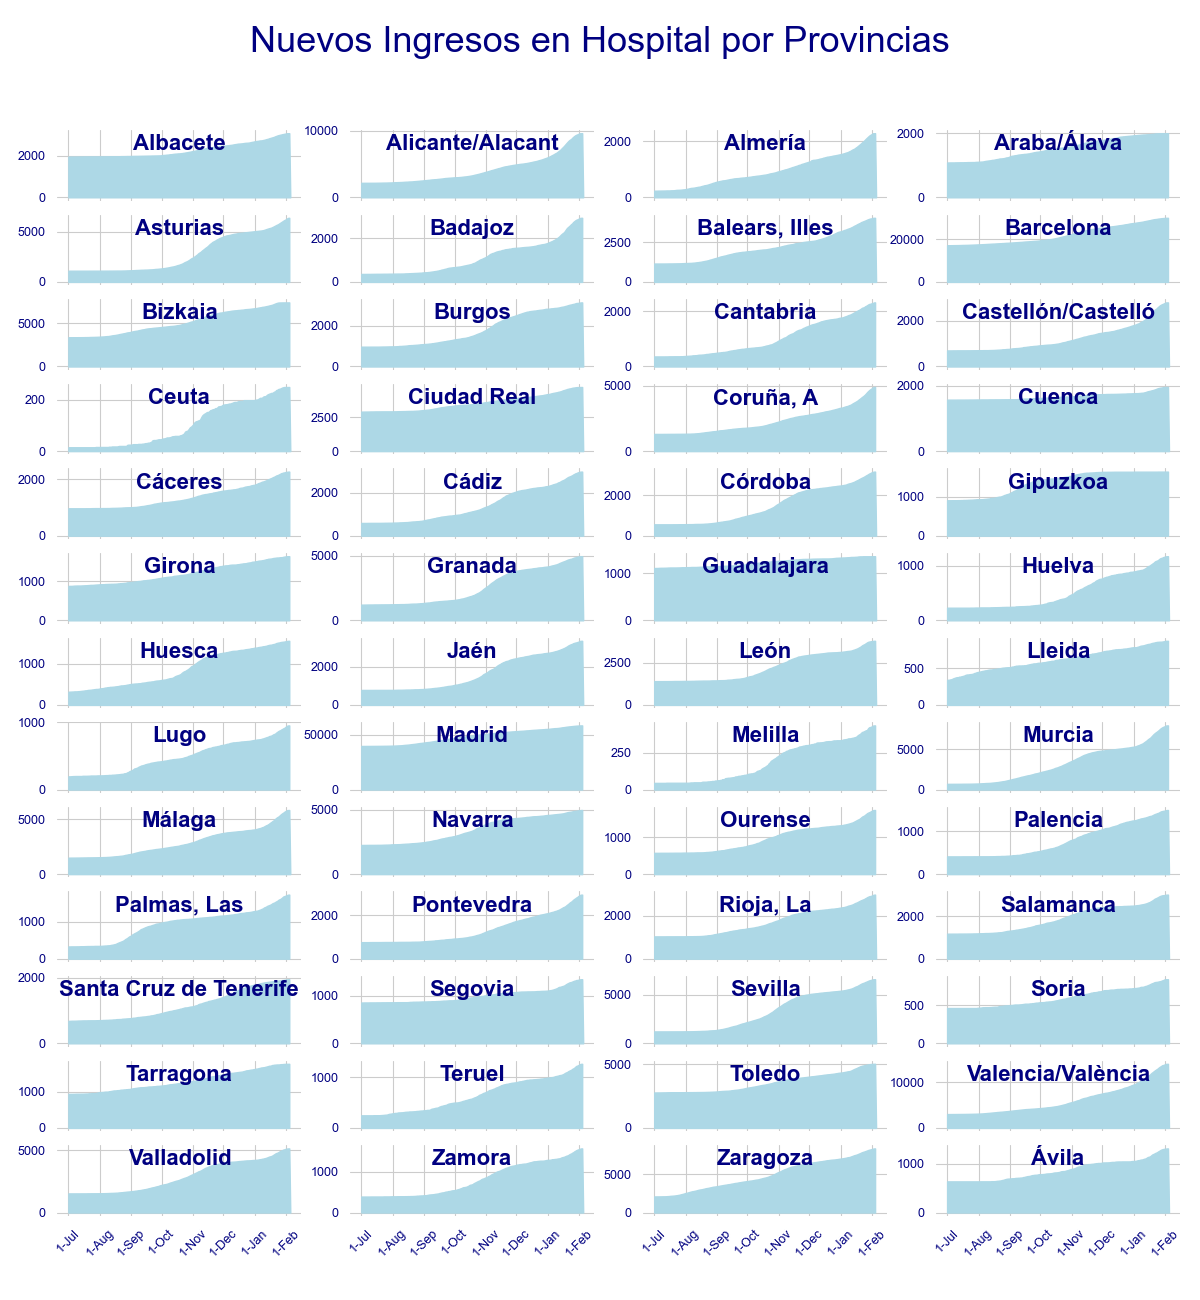 Nuevos Ingresos en Hospital por Provincias
Albacete
2000
0
Alicante/Alacant
10000
0
Almería
2000
0
Araba/Álava
2000
0
Asturias
5000
0
Badajoz
2000
0
Balears, Illes
2500
0
Barcelona
20000
0
Bizkaia
5000
0
Burgos
2000
0
Cantabria
2000
0
Castellón/Castelló
2000
0
Ceuta
200
0
Ciudad Real
2500
0
Coruña, A
5000
0
Cuenca
2000
0
Cáceres
2000
0
Cádiz
2000
0
Córdoba
2000
0
Gipuzkoa
1000
0
Girona
1000
0
Granada
5000
0
Guadalajara
1000
0
Huelva
1000
0
Huesca
1000
0
Jaén
2000
0
León
2500
0
Lleida
500
0
Lugo
1000
0
Madrid
50000
0
Melilla
250
0
Murcia
5000
0
Málaga
5000
0
Navarra
5000
0
Ourense
1000
0
Palencia
1000
0
Palmas, Las
1000
0
Pontevedra
2000
0
Rioja, La
2000
0
Salamanca
2000
0
Santa Cruz de Tenerife
2000
0
Segovia
1000
0
Sevilla
5000
0
Soria
500
0
Tarragona
1000
0
Teruel
1000
0
Toledo
5000
0
Valencia/València
10000
0
Valladolid
5000
0
Zamora
1000
0
Zaragoza
5000
0
Ávila
1000
0
1-Jul 1-Aug 1-Sep 1-Oct 1-Nov 1-Dec 1-Jan 1-Feb
1-Jul 1-Aug 1-Sep 1-Oct 1-Nov 1-Dec 1-Jan 1-Feb
1-Jul 1-Aug 1-Sep 1-Oct 1-Nov 1-Dec 1-Jan 1-Feb
1-Jul 1-Aug 1-Sep 1-Oct 1-Nov 1-Dec 1-Jan 1-Feb